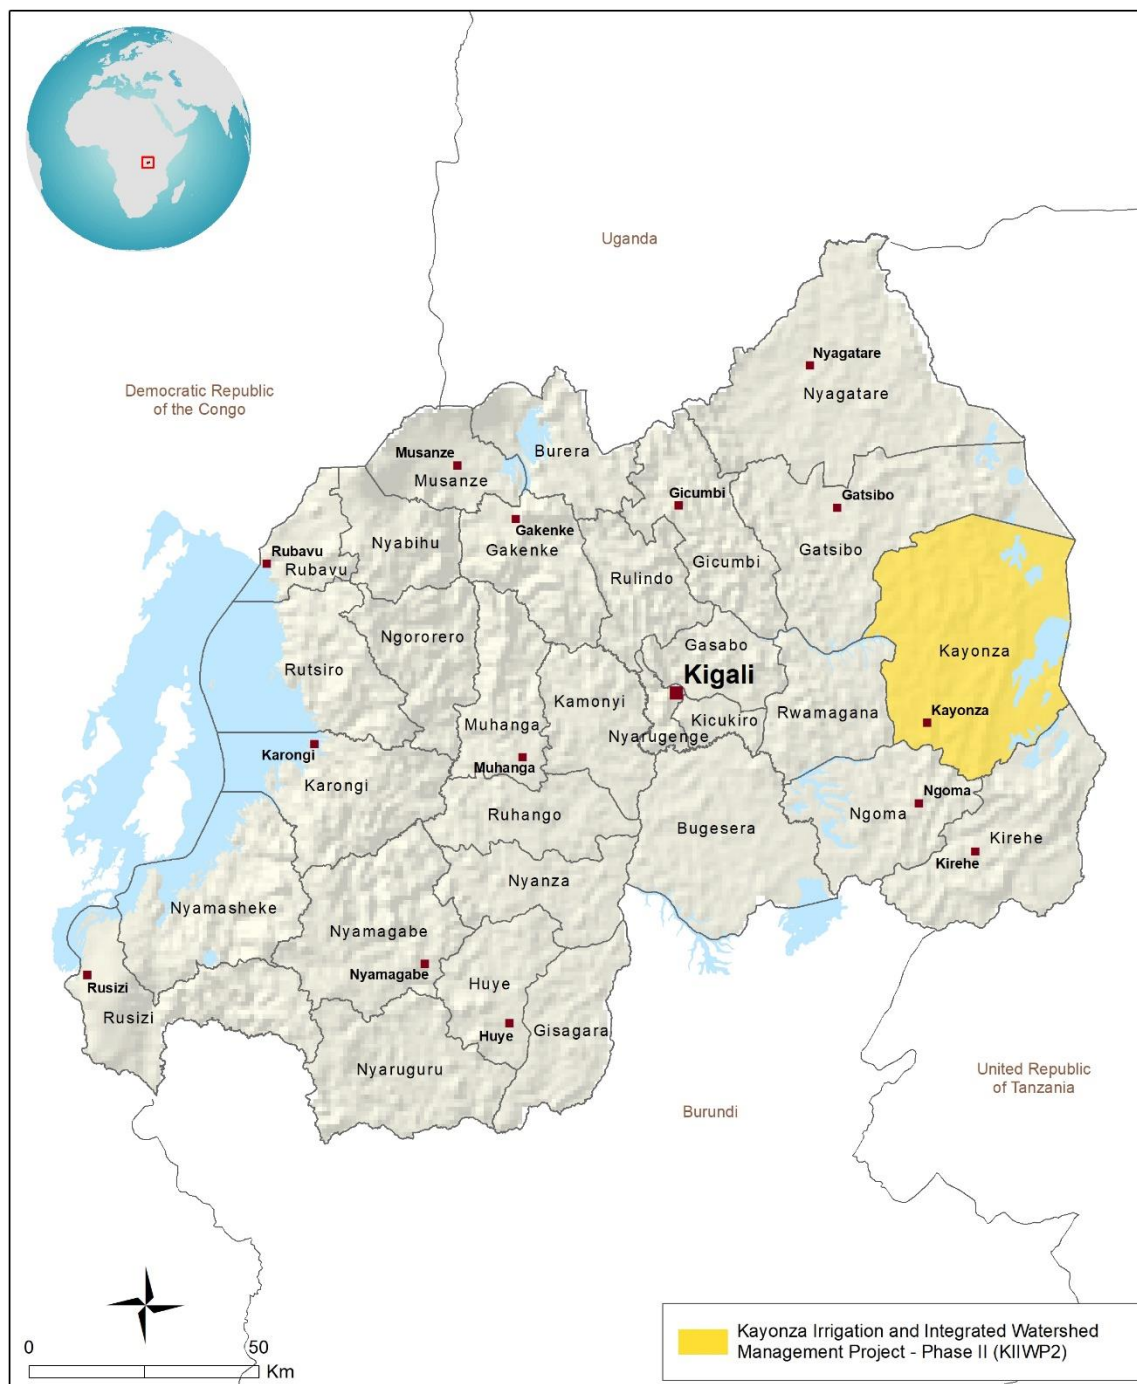 Uganda
Nyagatare
Nyagatare
Democratic Republic
of the Congo
Musanze
Musanze
Burera
Gicumbi
Gatsibo
Gakenke
Gakenke
Nyabihu
Rubavu
Rubavu
Rulindo
Gicumbi
Gatsibo
Ngororero
Gasabo
Kayonza
Rutsiro
Kigali
Kamonyi
Rwamagana
Kayonza
Muhanga
Nyarugenge
Kicukiro
Karongi
Muhanga
Karongi
Ngoma
Ngoma
Ruhango
Bugesera
Kirehe
Kirehe
Nyanza
Nyamasheke
Nyamagabe
Nyamagabe
Rusizi
Huye
Rusizi
Huye
Gisagara
Nyaruguru
United Republic
of Tanzania
Burundi
0 50
Km
Kayonza Irrigation and Integrated Watershed
Management Project - Phase II (KIIWP2)